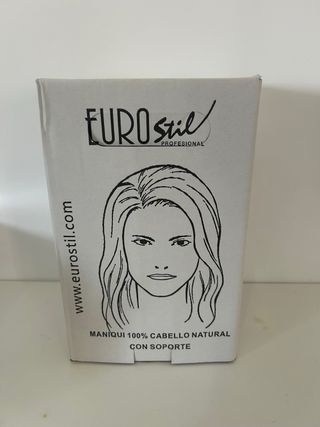 EURO Stil
PROFESIONAL
www.eurostil.com
MANIQUI 100% CABELLO NATURAL
CON SOPORTE